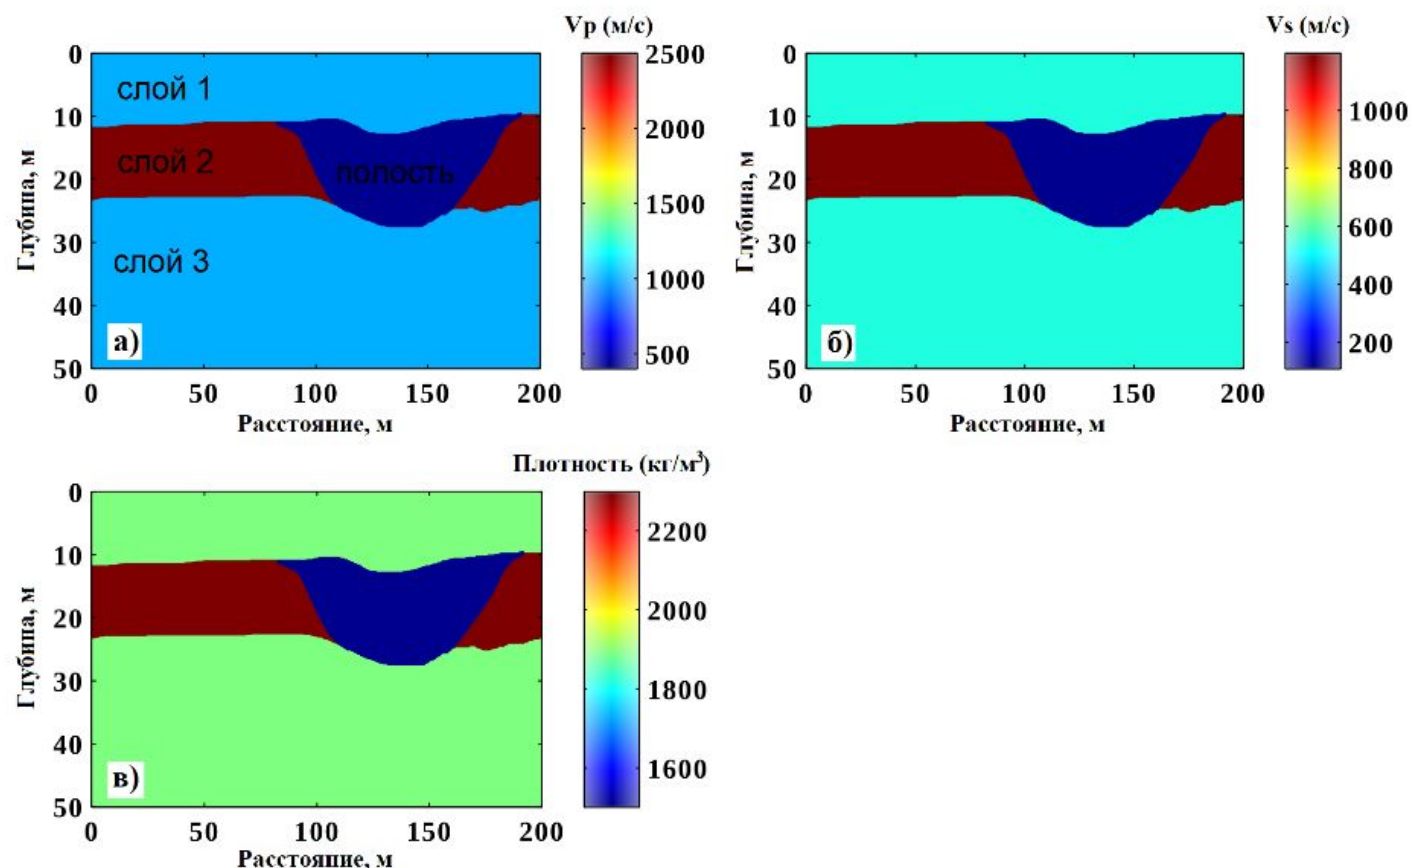 Vp (м/с)
0
10
20
30
40
50
Глубина, м
слой 1
слой 2
полость
слой 3
а)
0 50 100 150 200
Расстояние, м
2500
2000
1500
1000
500
Vs (м/с)
0
10
20
30
40
50
Глубина, м
б)
0 50 100 150 200
Расстояние, м
1000
800
600
400
200
Плотность (кг/м³)
0
10
20
30
40
50
Глубина, м
в)
0 50 100 150 200
Расстояние, м
2200
2000
1800
1600